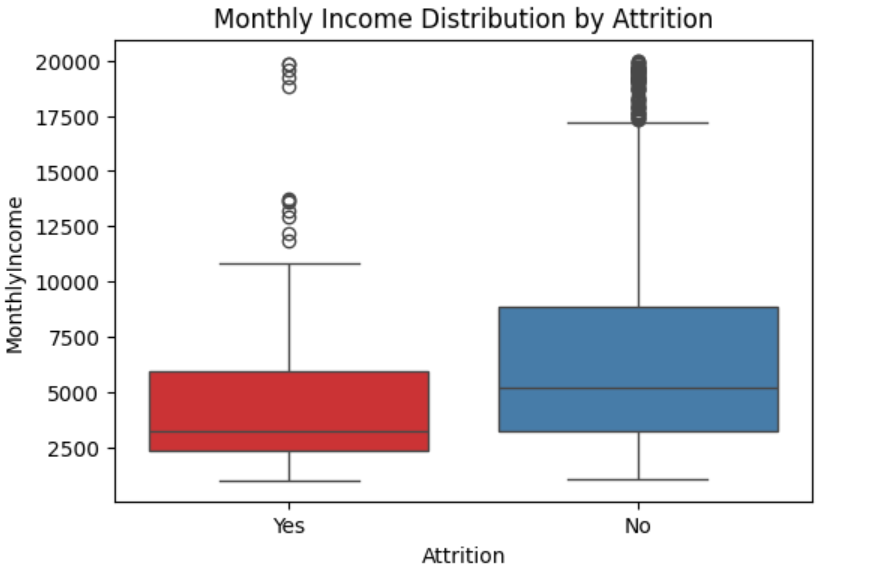 Monthly Income Distribution by Attrition
20000
17500
15000
12500
10000
7500
5000
2500
MonthlyIncome
Yes No
Attrition